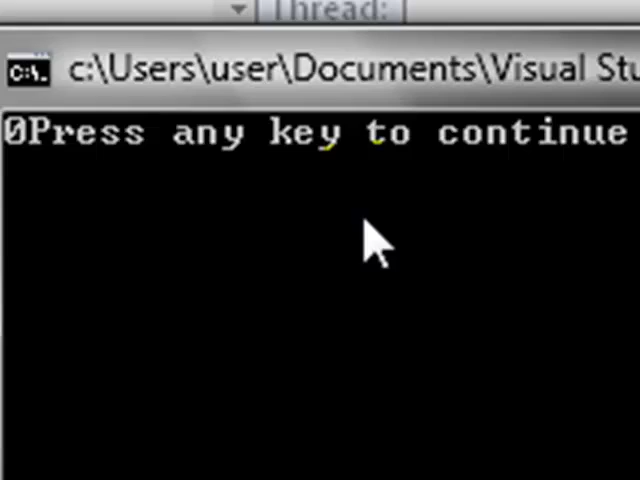 Thread:
c:\Users\user\Documents\Visual Stu
0Press any key to continue